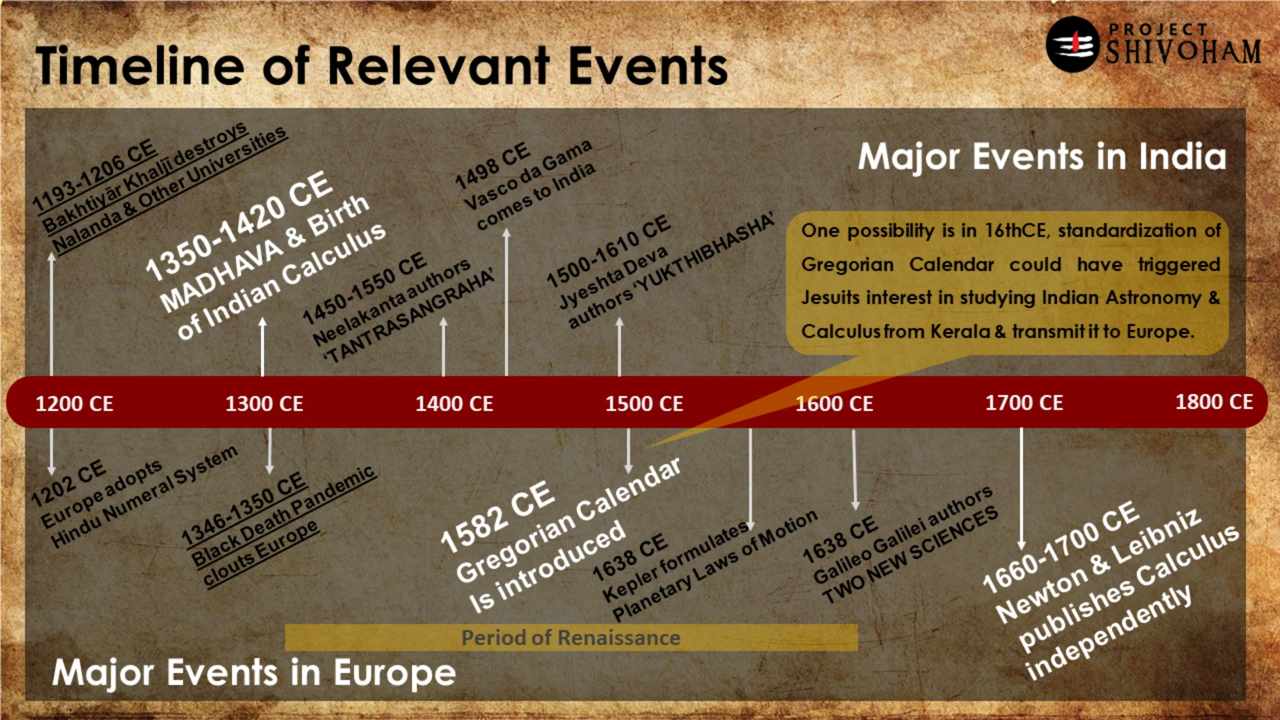 Timeline of Relevant Events
PROJECT
SHIVOHAM
Major Events in India
1193-1206 CE
Bakhtiyār Khaljī destroys
Nalanda & Other Universities
1350-1420 CE
MADHAVA & Birth
of Indian Calculus
1450-1550 CE
Neelakanta authors
‘TANTRASANGRAHA’
1498 CE
Vasco da Gama
comes to India
1500-1610 CE
Jyeshta Deva
authors ‘YUKTHIBHASHA’
One possibility is in 16thCE, standardization of
Gregorian Calendar could have triggered
Jesuits interest in studying Indian Astronomy &
Calculus from Kerala & transmit it to Europe.
1200 CE 1300 CE 1400 CE 1500 CE 1600 CE 1700 CE 1800 CE
1202 CE
Europe adopts
Hindu Numeral System
1346-1350 CE
Black Death Pandemic
clouts Europe
1582 CE
Gregorian Calendar
Is introduced
1638 CE
Kepler formulates
Planetary Laws of Motion
1638 CE
Galileo Galilei authors
TWO NEW SCIENCES
1660-1700 CE
Newton & Leibniz
publishes Calculus
independently
Period of Renaissance
Major Events in Europe